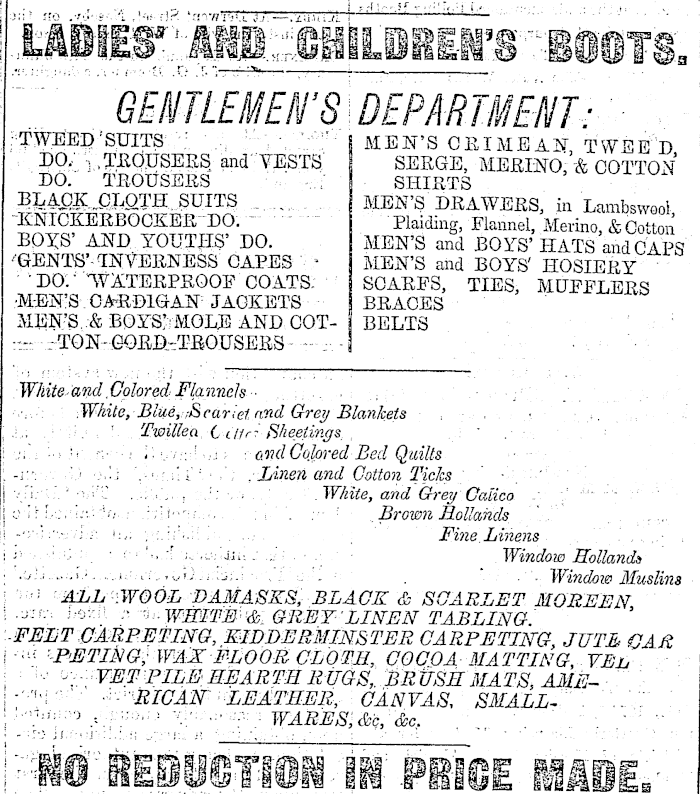 LADIES' AND CHILDREN'S BOOTS.
GENTLEMEN'S DEPARTMENT:
TWEED SUITS
DO. TROUSERS and VESTS
DO. TROUSERS
BLACK CLOTH SUITS
KNICKERBOCKER DO.
BOYS' AND YOUTHS' DO.
GENTS' INVERNESS CAPES
DO. WATERPROOF COATS
MEN'S CARDIGAN JACKETS
MEN'S & BOYS' MOLE AND COT-
TON CORD TROUSERS
MEN'S CRIMEAN, TWEED,
SERGE, MERINO, & COTTON
SHIRTS
MEN'S DRAWERS, in Lambswool,
Plaiding, Flannel, Merino, & Cotton
MEN'S and BOYS' HATS and CAPS
MEN'S and BOYS' HOSIERY
SCARFS, TIES, MUFFLERS
BRACES
BELTS
White and Colored Flannels
White, Blue, Scarlet and Grey Blankets
Twilled Sheetings
and Colored Bed Quilts
Linen and Cotton Ticks
White, and Grey Calico
Brown Hollands
Fine Linens
Window Hollands
Window Muslins
ALL WOOL DAMASKS, BLACK & SCARLET MOREEN,
WHITE & GREY LINEN TABLING.
FELT CARPETING, KIDDERMINSTER CARPETING, JUTE CAR
PETING, WAX FLOOR CLOTH, COCOA MATTING, VEL
VET PILE HEARTH RUGS, BRUSH MATS, AME-
RICAN LEATHER, CANVAS, SMALL-
WARES, &c, &c.
NO REDUCTION IN PRICE MADE.